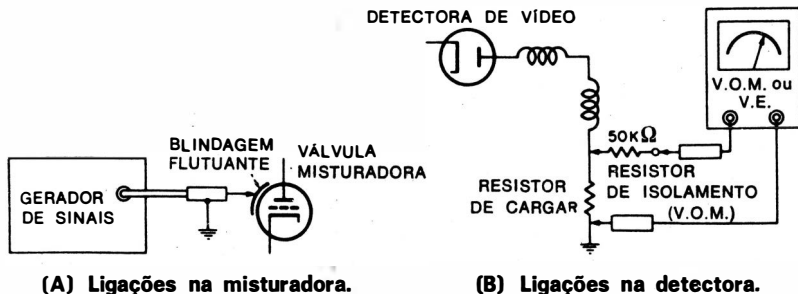 DETECTORA DE VÍDEO
V.O.M. ou
V.E.
BLINDAGEM
FLUTUANTE
VÁLVULA
MISTURADORA
GERADOR
DE SINAIS
50KΩ
RESISTOR
DE ISOLAMENTO
(V.O.M.)
RESISTOR
DE CARGAR
(A) Ligações na misturadora.
(B) Ligações na detectora.